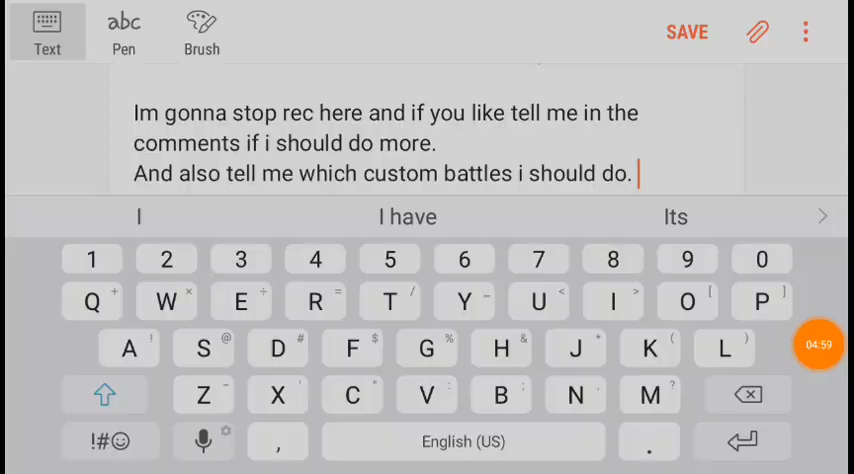 Text
abc
Pen
Brush
SAVE
Im gonna stop rec here and if you like tell me in the
comments if i should do more.
And also tell me which custom battles i should do.
I
I have
Its
1 2 3 4 5 6 7 8 9 0
Q + W × E ÷ R = T / Y _ U < I > O [ P ]
A ! S @ D # F $ G % H & J * K ( L )
Z - X ' C " V : B ; N , M ?
!#☺ , English (US) .
04:59